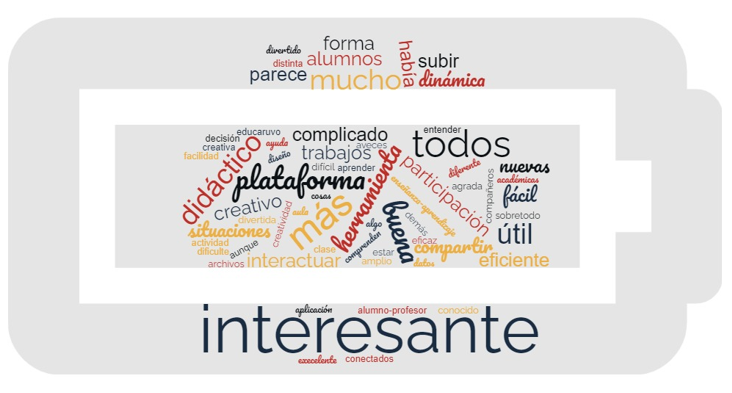 divertido
forma
había
distinta
alumnos
subir
parece
mucho
dinámica
educaruvo
complicado
entender
decisión
ayuda
aveces
todos
creativa
diseño
trabajos
facilidad
didáctico
difícil
aprender
herramienta
participación
diferente
nuevas
plataforma
académicas
cosas
enseñanza-aprendizaje
agrada
compañeros
fácil
creativo
creatividad
aula
más
buena
demás
sobretodo
divertida
situaciones
algo
útil
actividad
aunque
comprenden
eficaz
compartir
dificulte
clase
estar
archivos
interactuar
amplio
datos
eficiente
aplicación
alumno-profesor
conocido
interesante
execelente
conectados